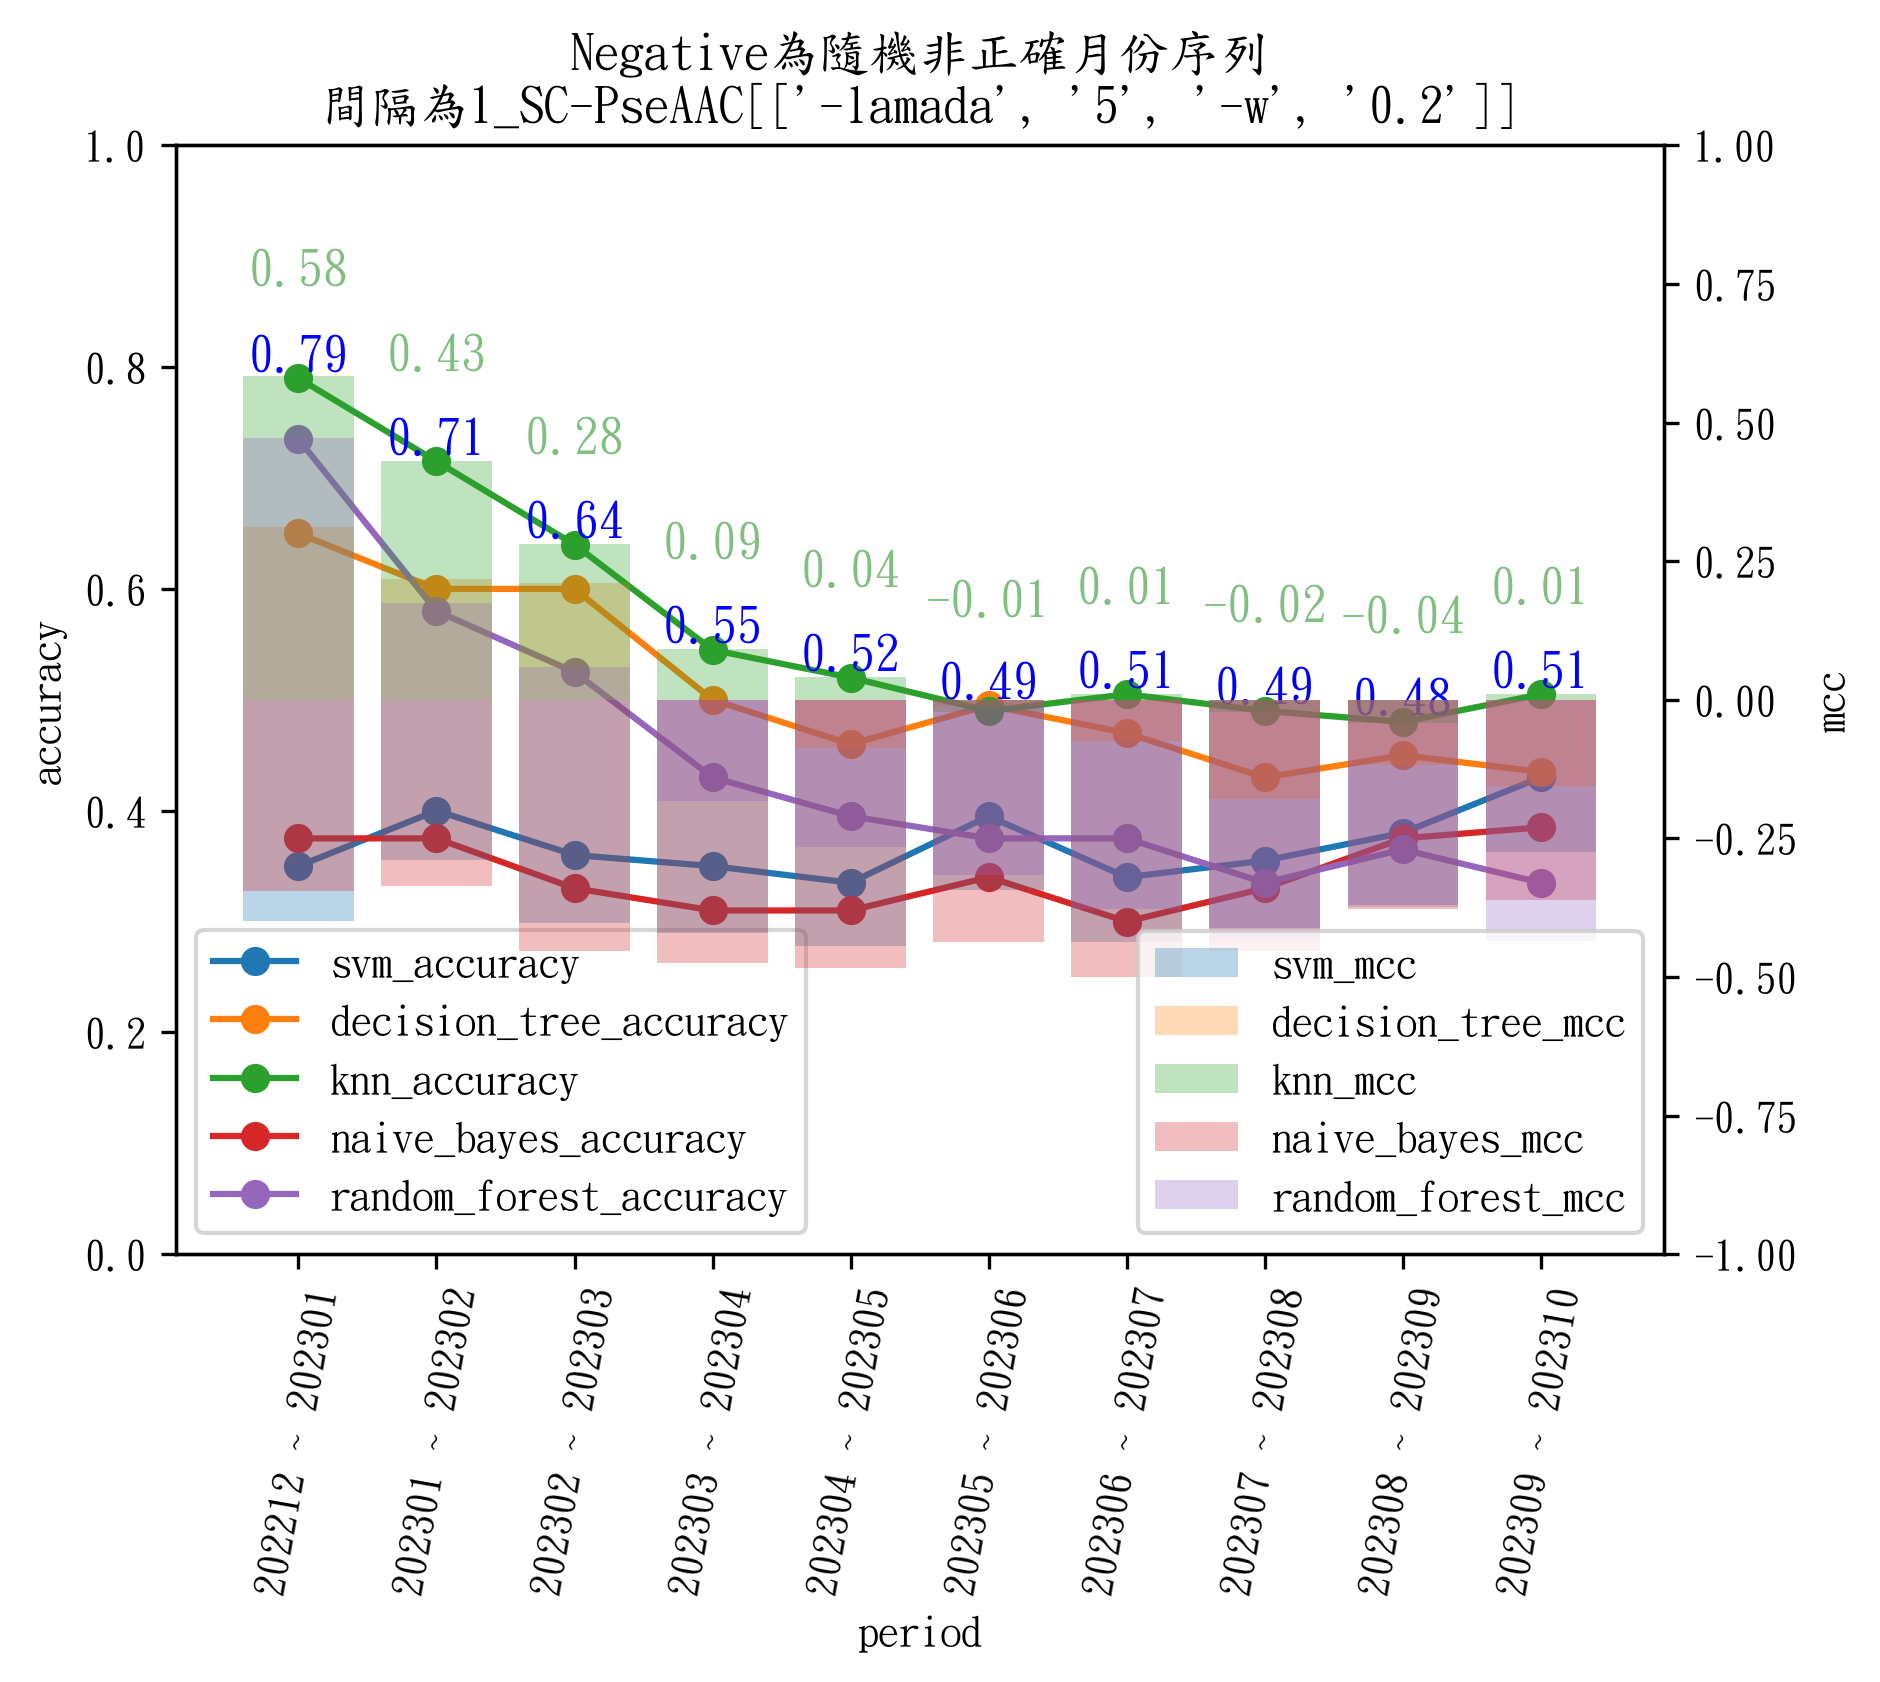 Negative為隨機非正確月份序列
間隔為1_SC-PseAAC[['-lamada', '5', '-w', '0.2']]
1.0
0.8
0.6
0.4
0.2
0.0
accuracy
1.00
0.75
0.50
0.25
0.00
-0.25
-0.50
-0.75
-1.00
mcc
0.58
0.43
0.28
0.09
0.04
-0.01
0.01
-0.02
-0.04
0.01
0.79
0.71
0.64
0.55
0.52
0.49
0.51
0.49
0.48
0.51
svm_accuracy
decision_tree_accuracy
knn_accuracy
naive_bayes_accuracy
random_forest_accuracy
svm_mcc
decision_tree_mcc
knn_mcc
naive_bayes_mcc
random_forest_mcc
202212 ~ 202301
202301 ~ 202302
202302 ~ 202303
202303 ~ 202304
202304 ~ 202305
202305 ~ 202306
202306 ~ 202307
202307 ~ 202308
202308 ~ 202309
202309 ~ 202310
period